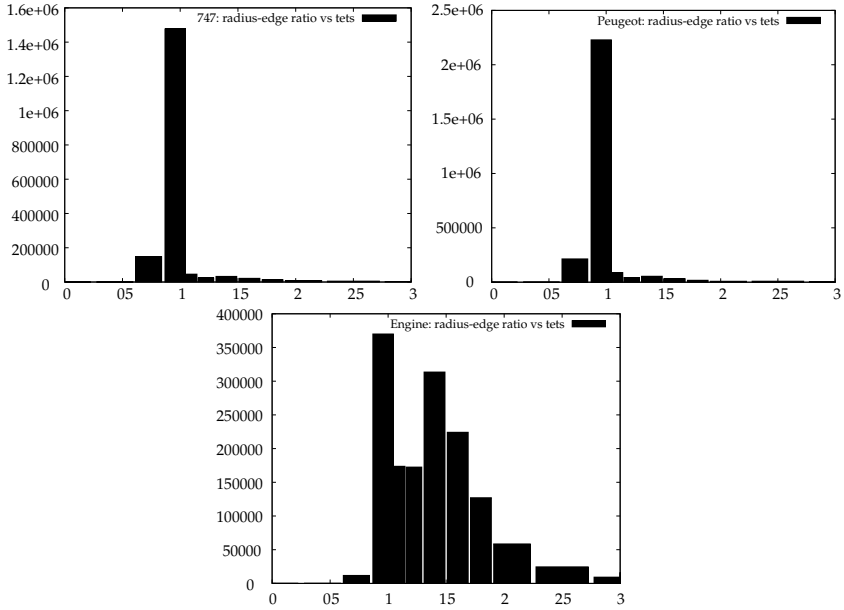 747: radius-edge ratio vs tets
1.6e+06
1.4e+06
1.2e+06
1e+06
800000
600000
400000
200000
0
0 05 1 15 2 25 3
Peugeot: radius-edge ratio vs tets
2.5e+06
2e+06
1.5e+06
1e+06
500000
0
0 05 1 15 2 25 3
Engine: radius-edge ratio vs tets
400000
350000
300000
250000
200000
150000
100000
50000
0
0 05 1 15 2 25 3